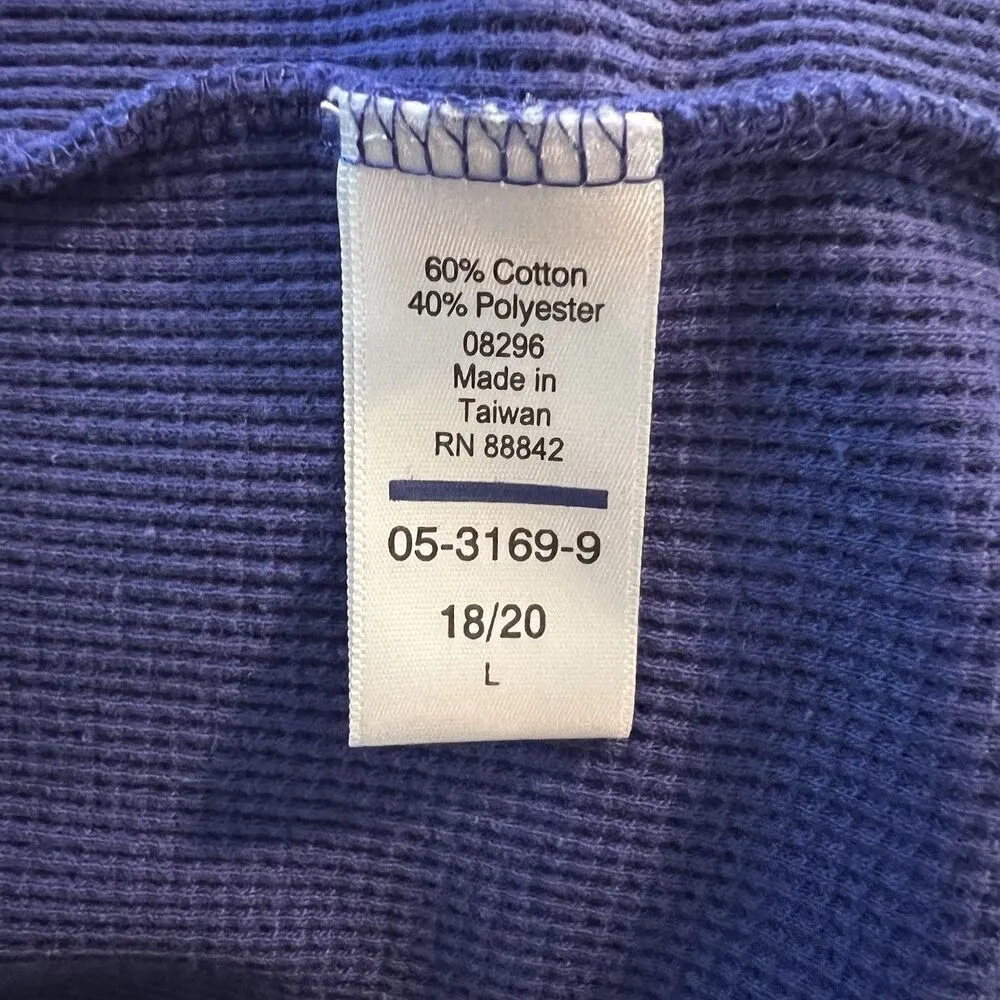 60% Cotton
40% Polyester
08296
Made in
Taiwan
RN 88842
05-3169-9
18/20
L